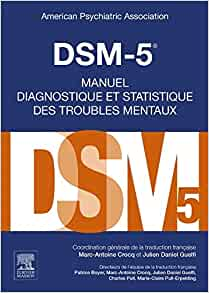 American Psychiatric Association
DSM-5®
MANUEL
DIAGNOSTIQUE ET STATISTIQUE
DES TROUBLES MENTAUX
DSM5
Coordination générale de la traduction française
Marc-Antoine Crocq et Julien Daniel Guelfi
Directeurs de l'équipe de la traduction française
Patrice Boyer, Marc-Antoine Crocq, Julien Daniel Guelfi,
Charles Pull, Marie-Claire Pull-Erpelding
ELSEVIER
MASSON